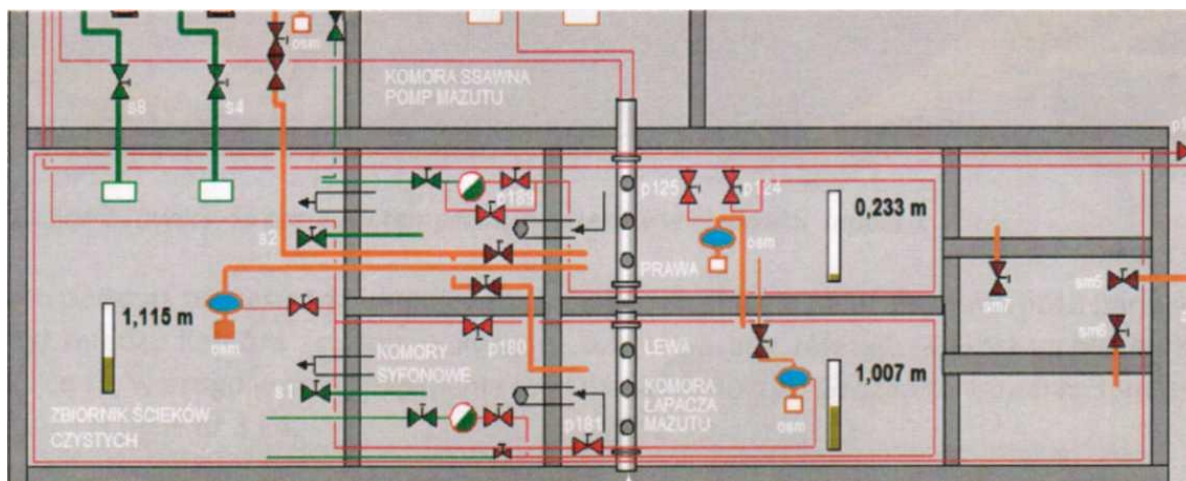 osm
KOMORA SSAWNA
POMP MAZUTU
s8
s4
p189
p125
p124
0,233 m
s2
osm
PRAWA
sm7
sm5
1,115 m
osm
p180
LEWA
sm6
KOMORY
SYFONOWE
1,007 m
s1
KOMORA
ŁAPACZA
MAZUTU
ZBIORNIK ŚCIEKÓW
CZYSTYCH
p181
osm